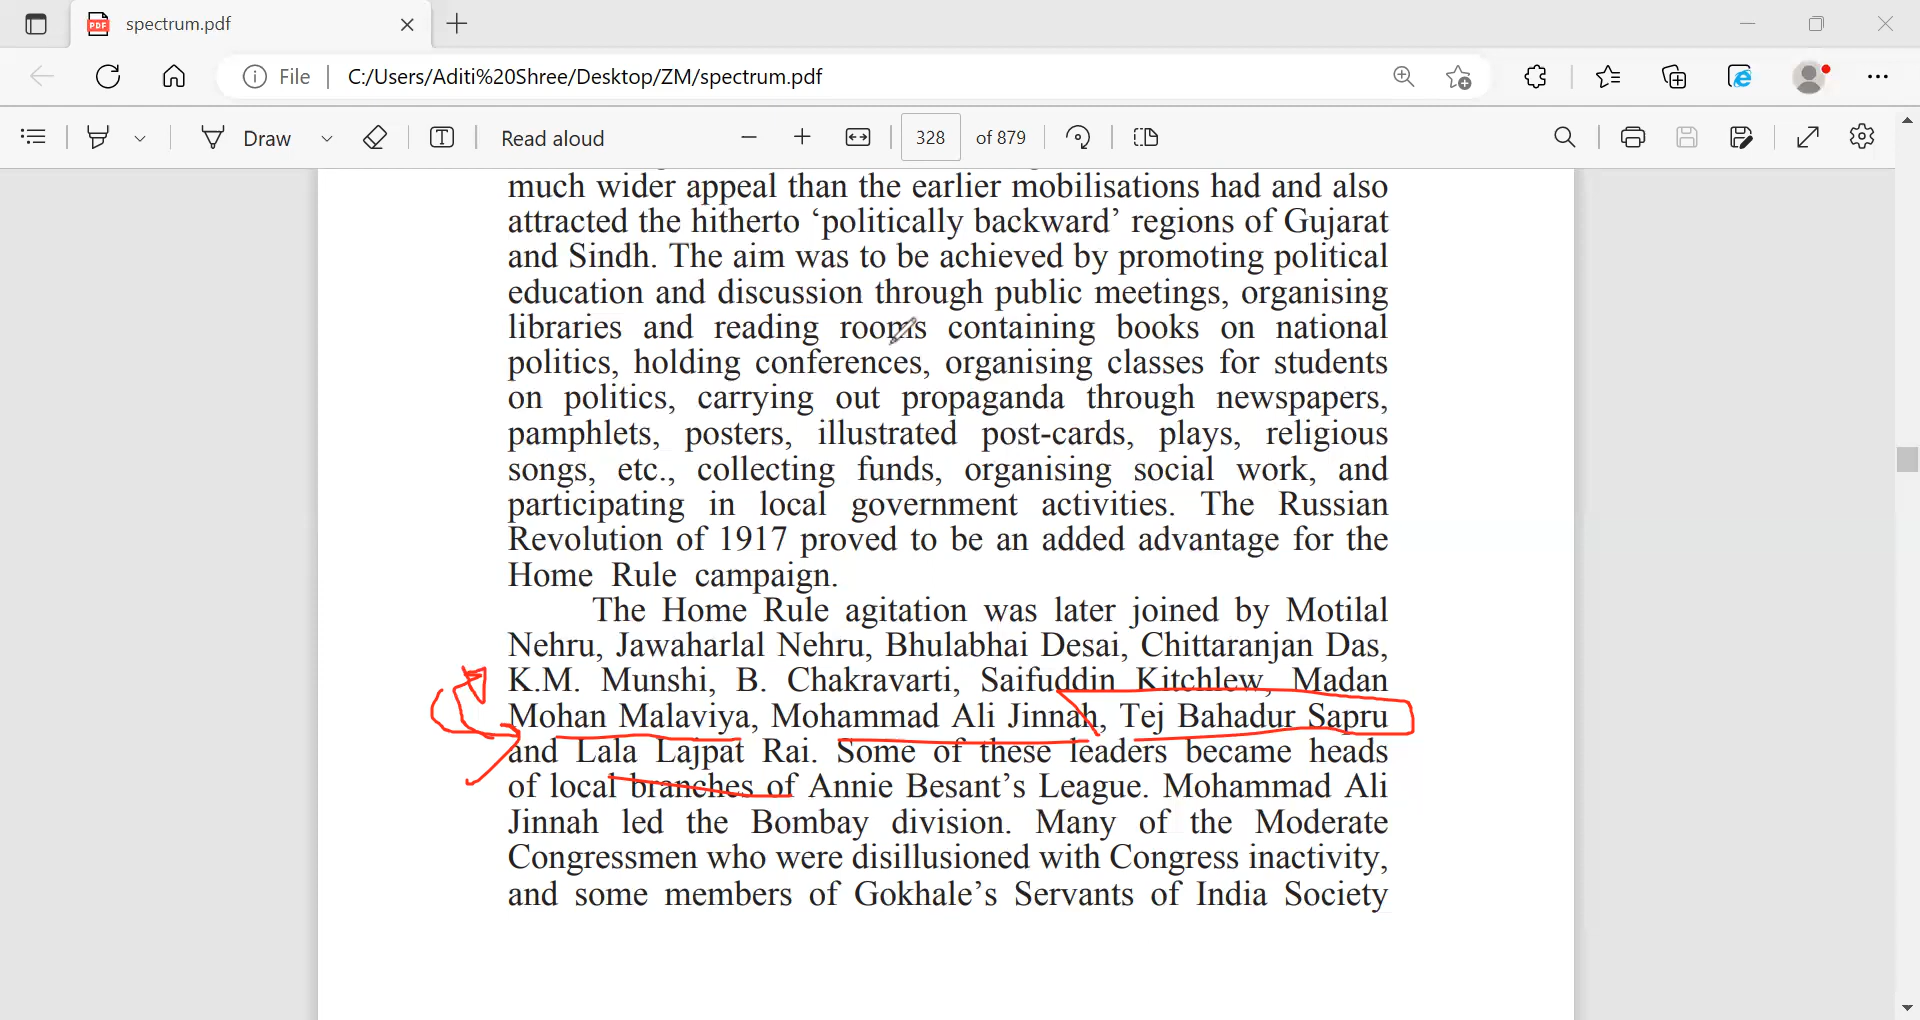 spectrum.pdf
File C:/Users/Aditi%20Shree/Desktop/ZM/spectrum.pdf
Draw Read aloud 328 of 879
much wider appeal than the earlier mobilisations had and also
attracted the hitherto ‘politically backward’ regions of Gujarat
and Sindh. The aim was to be achieved by promoting political
education and discussion through public meetings, organising
libraries and reading rooms containing books on national
politics, holding conferences, organising classes for students
on politics, carrying out propaganda through newspapers,
pamphlets, posters, illustrated post-cards, plays, religious
songs, etc., collecting funds, organising social work, and
participating in local government activities. The Russian
Revolution of 1917 proved to be an added advantage for the
Home Rule campaign.
The Home Rule agitation was later joined by Motilal
Nehru, Jawaharlal Nehru, Bhulabhai Desai, Chittaranjan Das,
K.M. Munshi, B. Chakravarti, Saifuddin Kitchlew, Madan
Mohan Malaviya, Mohammad Ali Jinnah, Tej Bahadur Sapru
and Lala Lajpat Rai. Some of these leaders became heads
of local branches of Annie Besant’s League. Mohammad Ali
Jinnah led the Bombay division. Many of the Moderate
Congressmen who were disillusioned with Congress inactivity,
and some members of Gokhale’s Servants of India Society